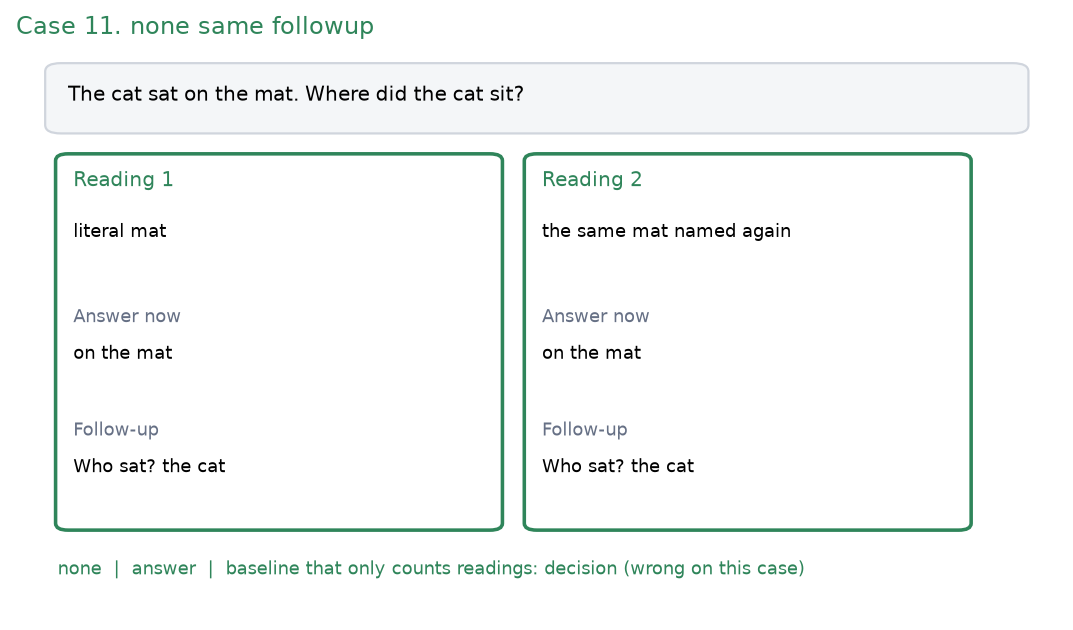 Case 11. none same followup
The cat sat on the mat. Where did the cat sit?
Reading 1
literal mat
Answer now
on the mat
Follow-up
Who sat? the cat
Reading 2
the same mat named again
Answer now
on the mat
Follow-up
Who sat? the cat
none | answer | baseline that only counts readings: decision (wrong on this case)